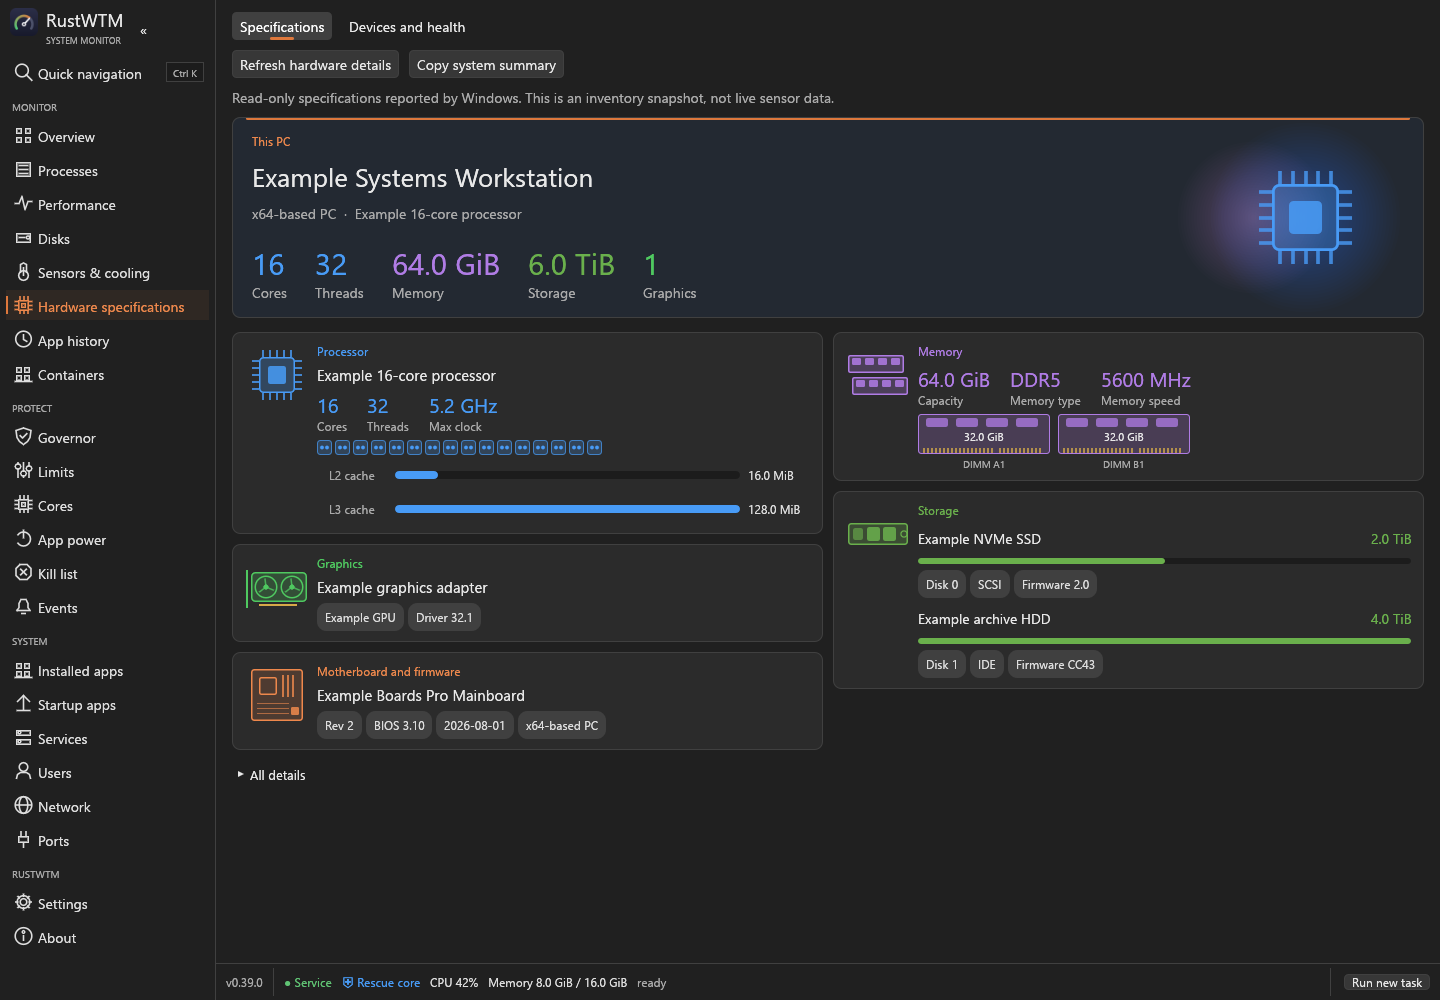 RustWTM
SYSTEM MONITOR
«
Quick navigation
Ctrl K
MONITOR
Overview
Processes
Performance
Disks
Sensors & cooling
Hardware specifications
App history
Containers
PROTECT
Governor
Limits
Cores
App power
Kill list
Events
SYSTEM
Installed apps
Startup apps
Services
Users
Network
Ports
RUSTWTM
Settings
About
Specifications
Devices and health
Refresh hardware details
Copy system summary
Read-only specifications reported by Windows. This is an inventory snapshot, not live sensor data.
This PC
Example Systems Workstation
x64-based PC · Example 16-core processor
16 32 64.0 GiB 6.0 TiB 1
Cores Threads Memory Storage Graphics
Processor
Example 16-core processor
16 32 5.2 GHz
Cores Threads Max clock
L2 cache 16.0 MiB
L3 cache 128.0 MiB
Graphics
Example graphics adapter
Example GPU Driver 32.1
Motherboard and firmware
Example Boards Pro Mainboard
Rev 2 BIOS 3.10 2026-08-01 x64-based PC
All details
Memory
64.0 GiB DDR5 5600 MHz
Capacity Memory type Memory speed
32.0 GiB 32.0 GiB
DIMM A1 DIMM B1
Storage
Example NVMe SSD 2.0 TiB
Disk 0 SCSI Firmware 2.0
Example archive HDD 4.0 TiB
Disk 1 IDE Firmware CC43
v0.39.0 Service Rescue core CPU 42% Memory 8.0 GiB / 16.0 GiB ready Run new task